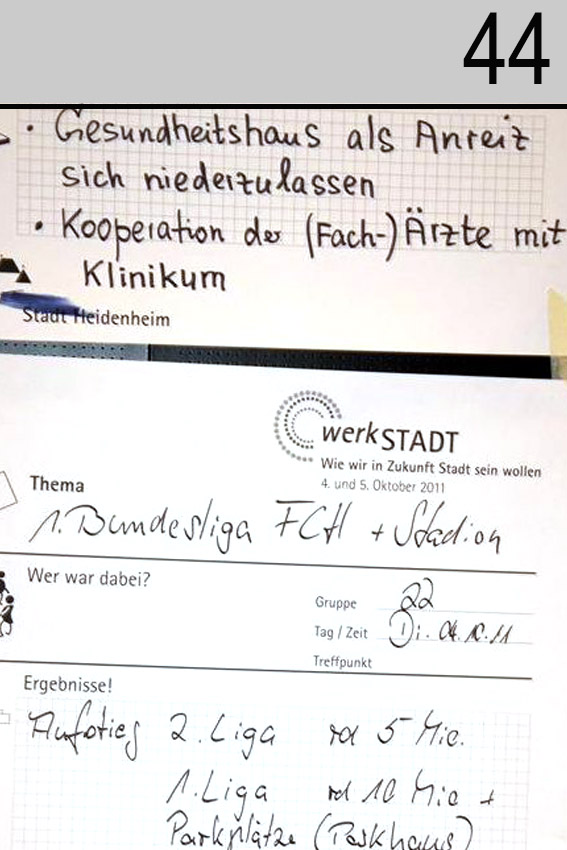 44
• Gesundheitshaus als Anreiz
sich niederzulassen
• Kooperation der (Fach-)Ärzte mit
Klinikum
Stadt Heidenheim
werkSTADT
Wie wir in Zukunft Stadt sein wollen
4. und 5. Oktober 2011
Thema
1. Bundesliga FCH + Stadion
Wer war dabei?
Gruppe 22
Tag / Zeit Di. 04.10.11
Treffpunkt
Ergebnisse!
Aufstieg 2. Liga 5 Mio.
1. Liga 10 Mio +
Parkplätze (Parkhaus)